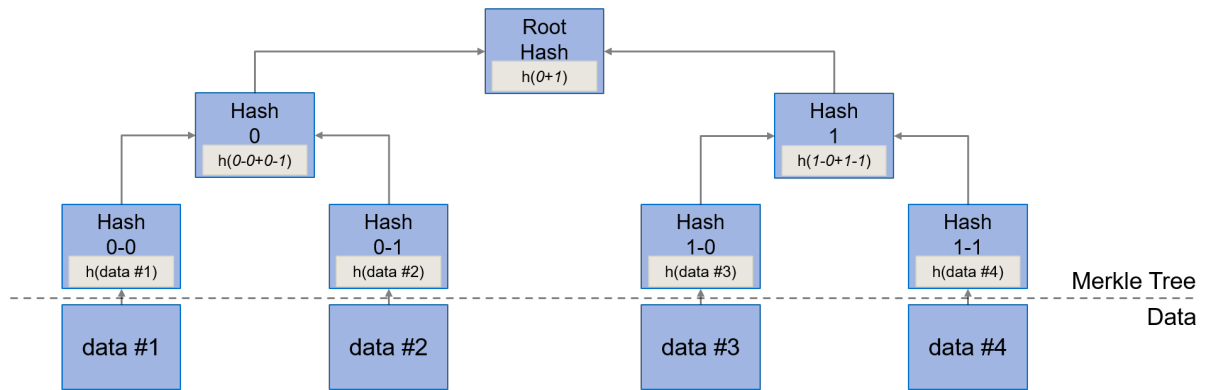 Root
Hash
h(0+1)
Hash
0
h(0-0+0-1)
Hash
1
h(1-0+1-1)
Hash
0-0
h(data #1)
Hash
0-1
h(data #2)
Hash
1-0
h(data #3)
Hash
1-1
h(data #4)
Merkle Tree
Data
data #1
data #2
data #3
data #4